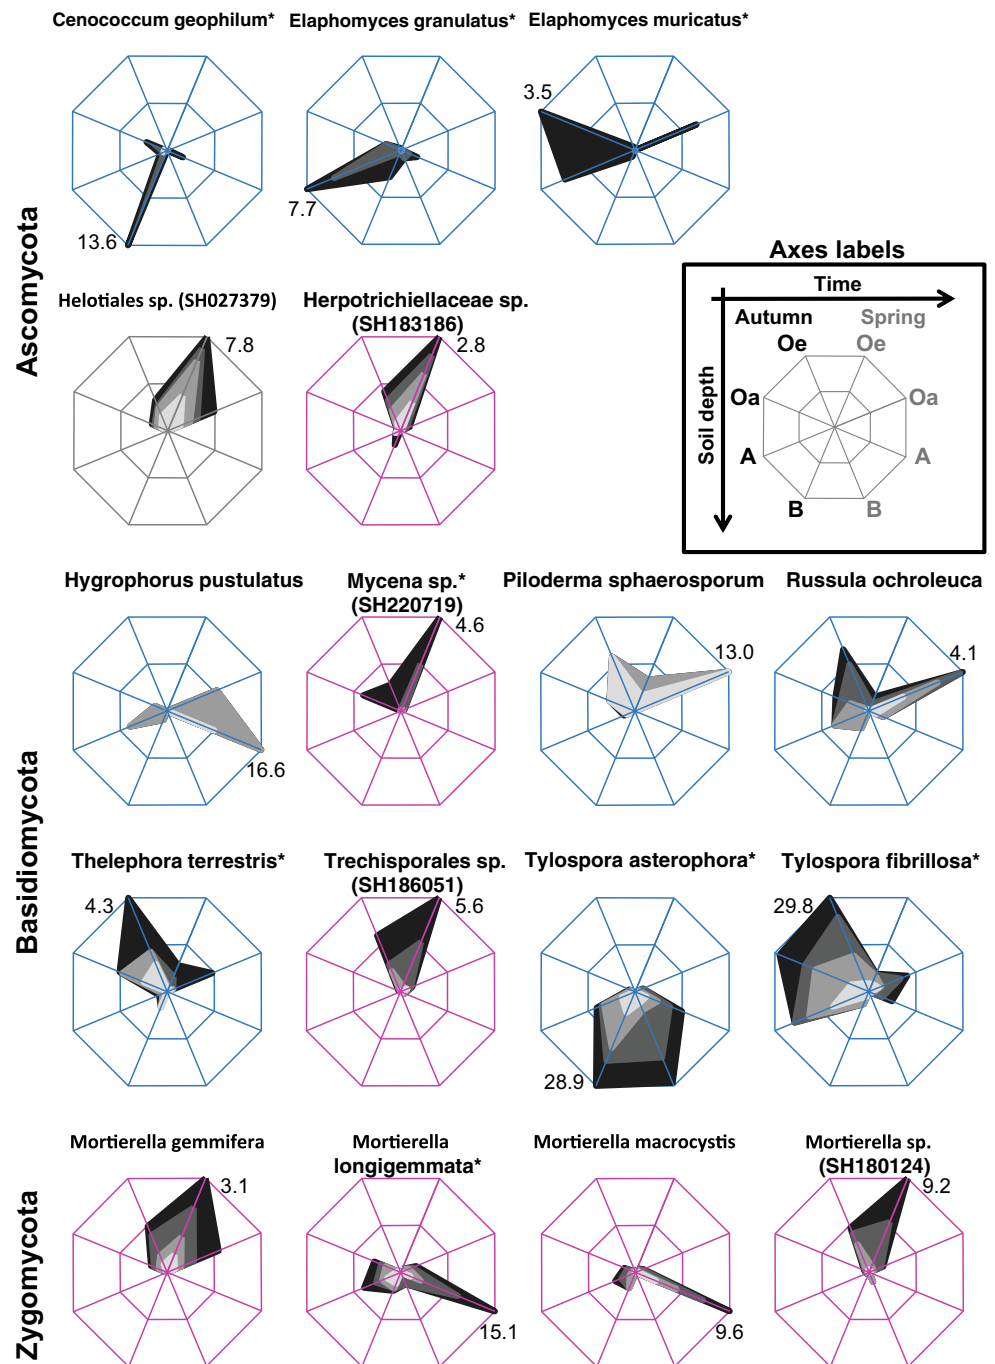 Cenococcum geophilum*
Elaphomyces granulatus*
Elaphomyces muricatus*
13.6
7.7
3.5
Ascomycota
Helotiales sp. (SH027379)
7.8
Herpotrichiellaceae sp.
(SH183186)
2.8
Axes labels
Time
Autumn
Spring
Oe
Oe
Oa
Oa
A
A
B
B
Soil depth
Basidiomycota
Hygrophorus pustulatus
16.6
Mycena sp.*
(SH220719)
4.6
Piloderma sphaerosporum
13.0
Russula ochroleuca
4.1
Thelephora terrestris*
4.3
Trechisporales sp.
(SH186051)
5.6
Tylospora asterophora*
28.9
Tylospora fibrillosa*
29.8
Zygomycota
Mortierella gemmifera
3.1
Mortierella
longigemmata*
15.1
Mortierella macrocystis
9.6
Mortierella sp.
(SH180124)
9.2